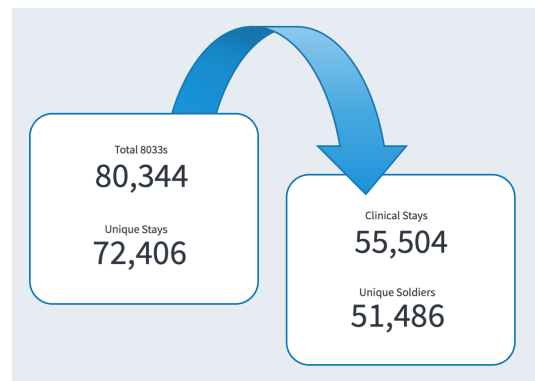 Total 8033s
80,344
Unique Stays
72,406
Clinical Stays
55,504
Unique Soldiers
51,486